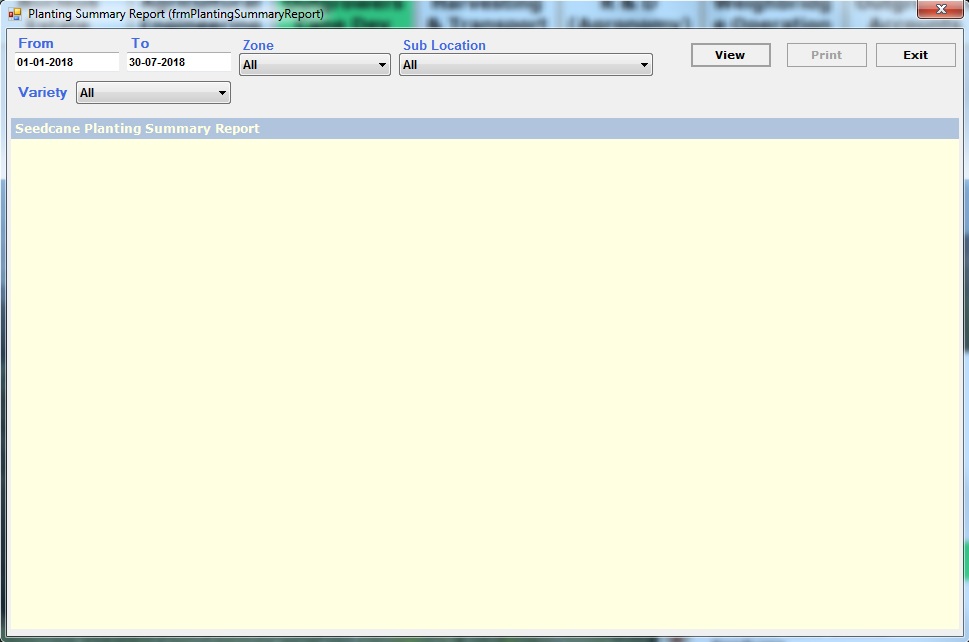 Planting Summary Report (frmPlantingSummaryReport)
From To Zone Sub Location
01-01-2018 30-07-2018 All All View Print Exit
Variety All
Seedcane Planting Summary Report